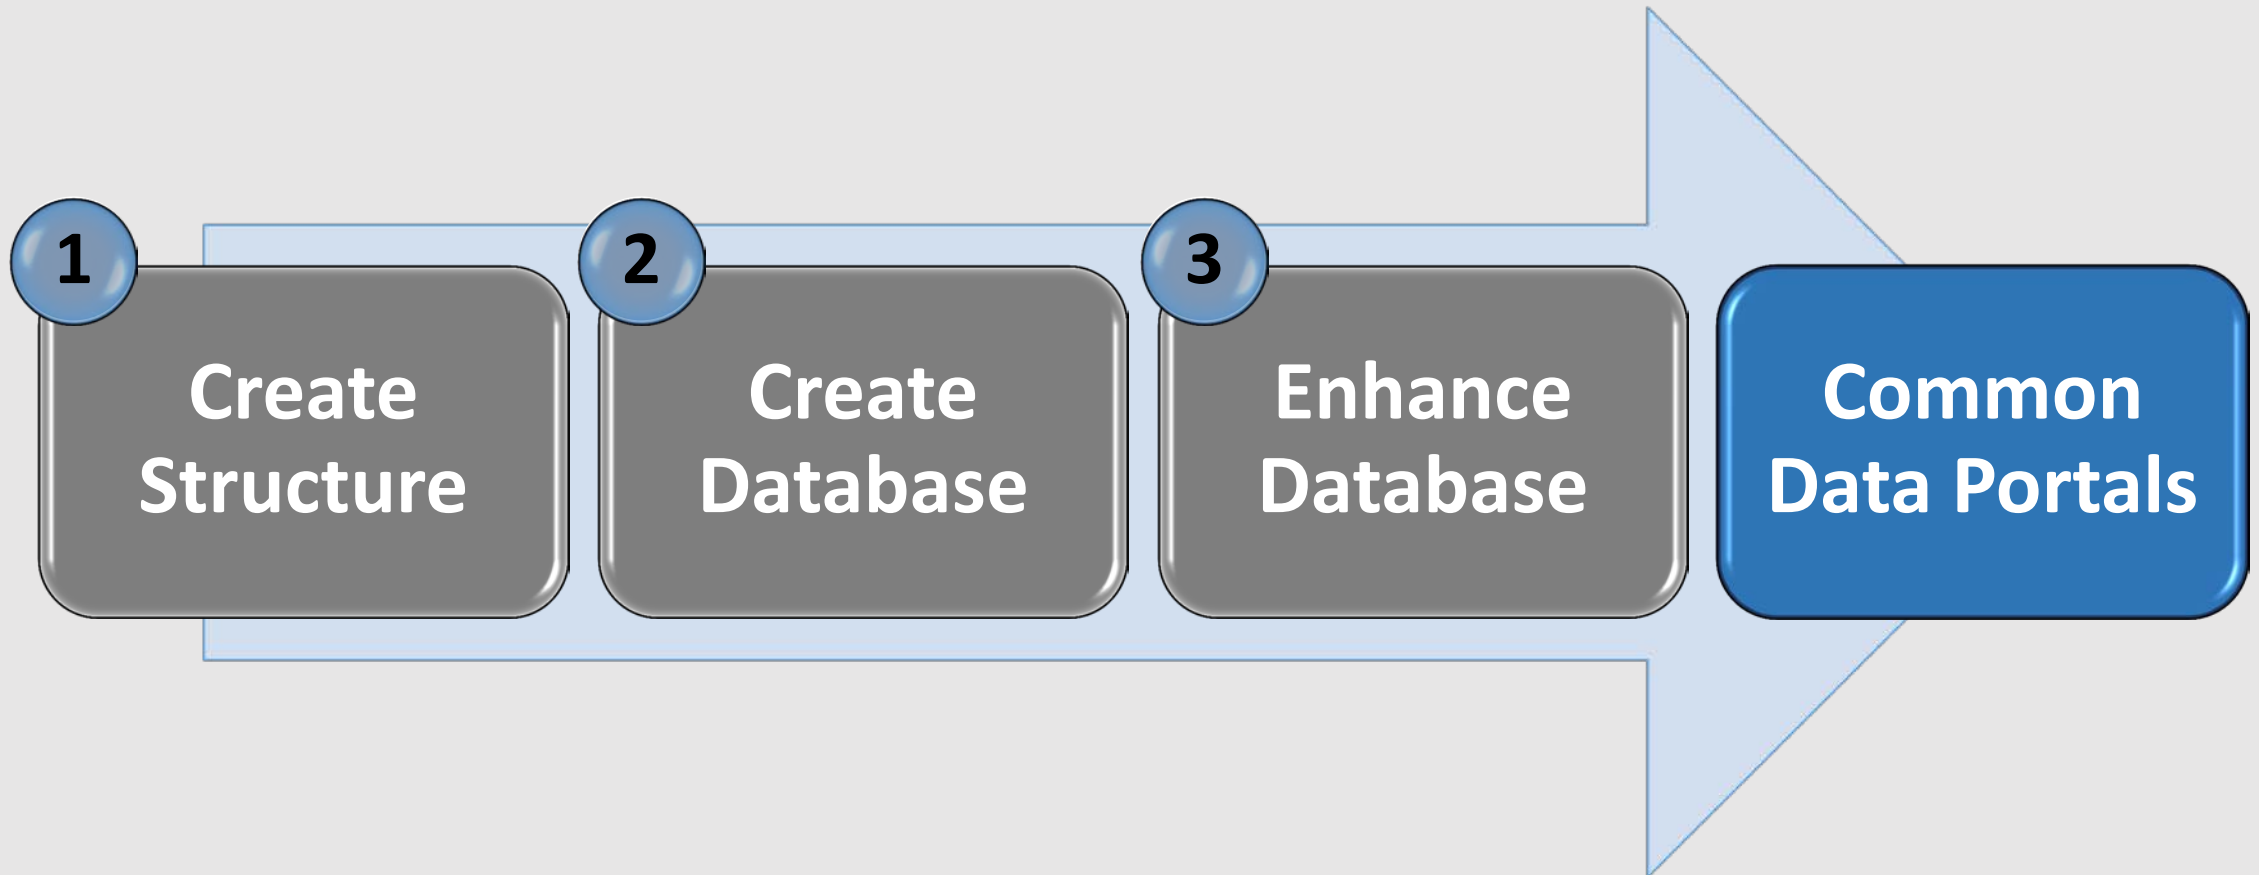 1
Create
Structure
2
Create
Database
3
Enhance
Database
Common
Data Portals